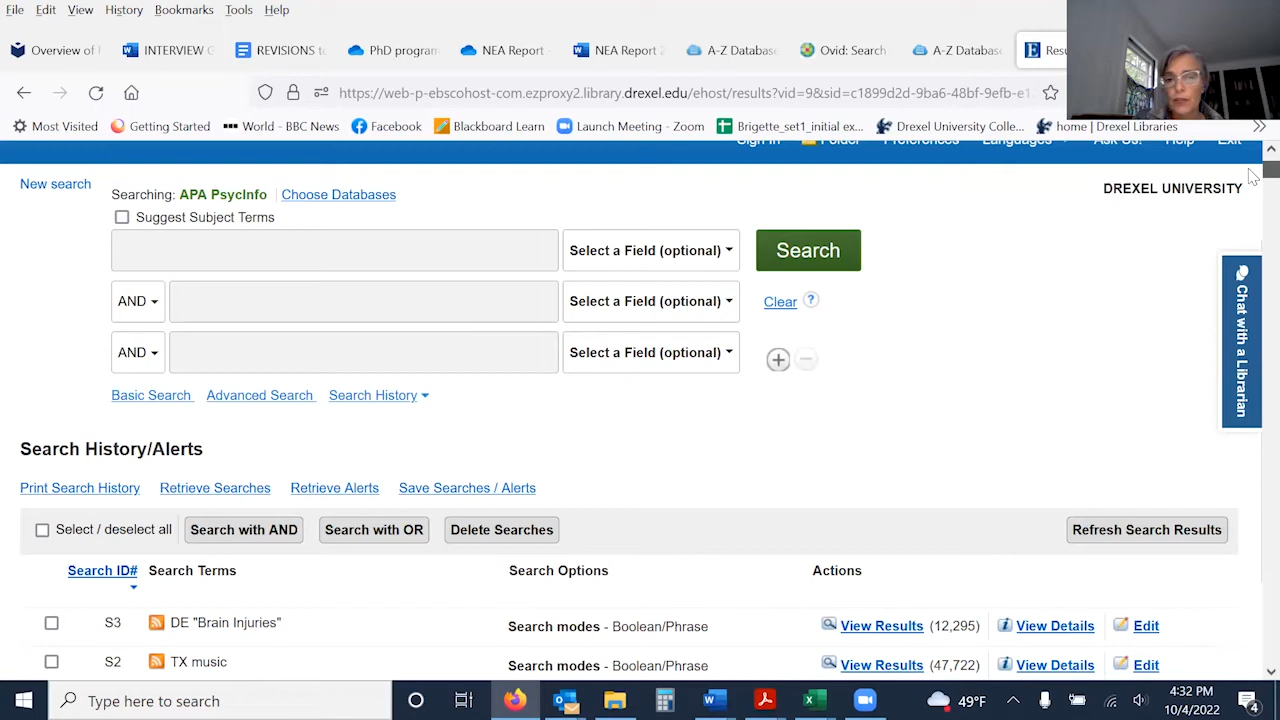 File Edit View History Bookmarks Tools Help
Overview of INTERVIEW REVISIONS to PhD progran NEA Report NEA Report A-Z Databas Ovid: Search A-Z Databas Resu
https://web-p-ebscohost-com.ezproxy2.library.drexel.edu/ehost/results?vid=9&sid=c1899d2d-9ba6-48bf-9efb-e1
Most Visited Getting Started World - BBC News Facebook Blackboard Learn Launch Meeting - Zoom Brigette_set1_initial ex... Drexel University Colle... home | Drexel Libraries
Sign In Folder Preferences Languages Ask Us! Help Exit
New search
Searching: APA PsycInfo Choose Databases
DREXEL UNIVERSITY
Suggest Subject Terms
Select a Field (optional) Search
AND Select a Field (optional) Clear ?
AND Select a Field (optional)
Chat with a Librarian
Basic Search Advanced Search Search History
Search History/Alerts
Print Search History Retrieve Searches Retrieve Alerts Save Searches / Alerts
Select / deselect all Search with AND Search with OR Delete Searches Refresh Search Results
Search ID# Search Terms Search Options Actions
S3 DE "Brain Injuries" Search modes - Boolean/Phrase View Results (12,295) View Details Edit
S2 TX music Search modes - Boolean/Phrase View Results (47,722) View Details Edit
Type here to search 49°F 4:32 PM
10/4/2022 4